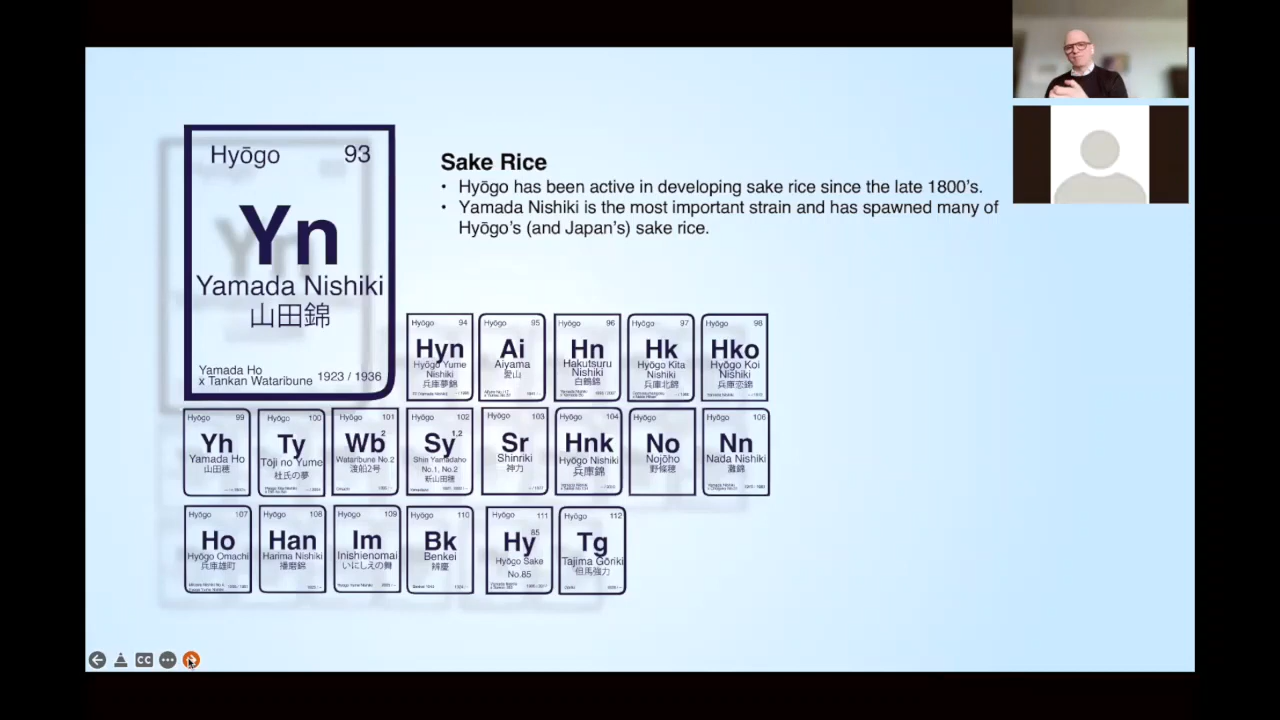 Hyōgo 93
Yn
Yamada Nishiki
山田錦
Yamada Ho
x Tankan Wataribune 1923 / 1936
Sake Rice
• Hyōgo has been active in developing sake rice since the late 1800's.
• Yamada Nishiki is the most important strain and has spawned many of
Hyōgo's (and Japan's) sake rice.
Hyōgo 94
Hyn
Hyōgo Yume
Nishiki
兵庫夢錦
Hyōgo 95
Ai
Aiyama
愛山
Hyōgo 96
Hn
Hakutsuru
Nishiki
白鶴錦
Hyōgo 97
Hk
Hyōgo Kita
Nishiki
兵庫北錦
Hyōgo 98
Hko
Hyōgo Koi
Nishiki
兵庫恋錦
Hyōgo 99
Yh
Yamada Ho
山田穂
Hyōgo 100
Ty
Tōji no Yume
杜氏の夢
Hyōgo 101
Wb 2
Wataribune No.2
渡船2号
Hyōgo 102
Sy 1,2
Shin Yamadaho
No.1, No.2
新山田穂
Hyōgo 103
Sr
Shinriki
神力
Hyōgo 104
Hnk
Hyōgo Nishiki
兵庫錦
Hyōgo 105
No
Nojōho
野條穂
Hyōgo 106
Nn
Nada Nishiki
灘錦
Hyōgo 107
Ho
Hyōgo Omachi
兵庫雄町
Hyōgo 108
Han
Harima Nishiki
播磨錦
Hyōgo 109
Im
Inishienomai
いにしえの舞
Hyōgo 110
Bk
Benkei
辨慶
Hyōgo 111
Hy 85
Hyōgo Sake
No.85
Hyōgo 112
Tg
Tajima Gōriki
但馬強力
CC